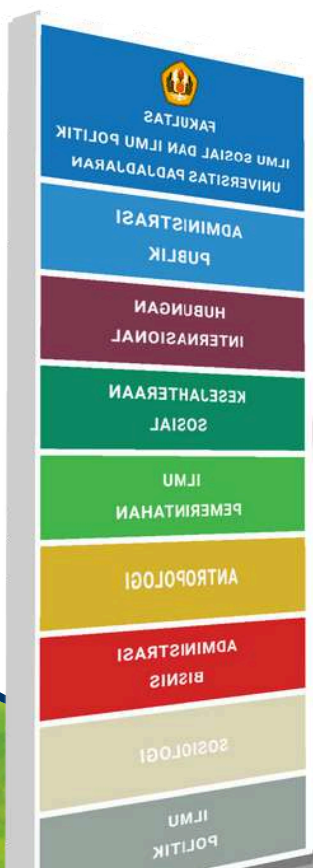 FAKULTAS
ILMU SOSIAL DAN ILMU POLITIK
UNIVERSITAS PADJADJARAN
ADMINISTRASI
PUBLIK
HUBUNGAN
INTERNASIONAL
KESEJAHTERAAN
SOSIAL
ILMU
PEMERINTAHAN
ANTROPOLOGI
ADMINISTRASI
BISNIS
SOSIOLOGI
ILMU
POLITIK